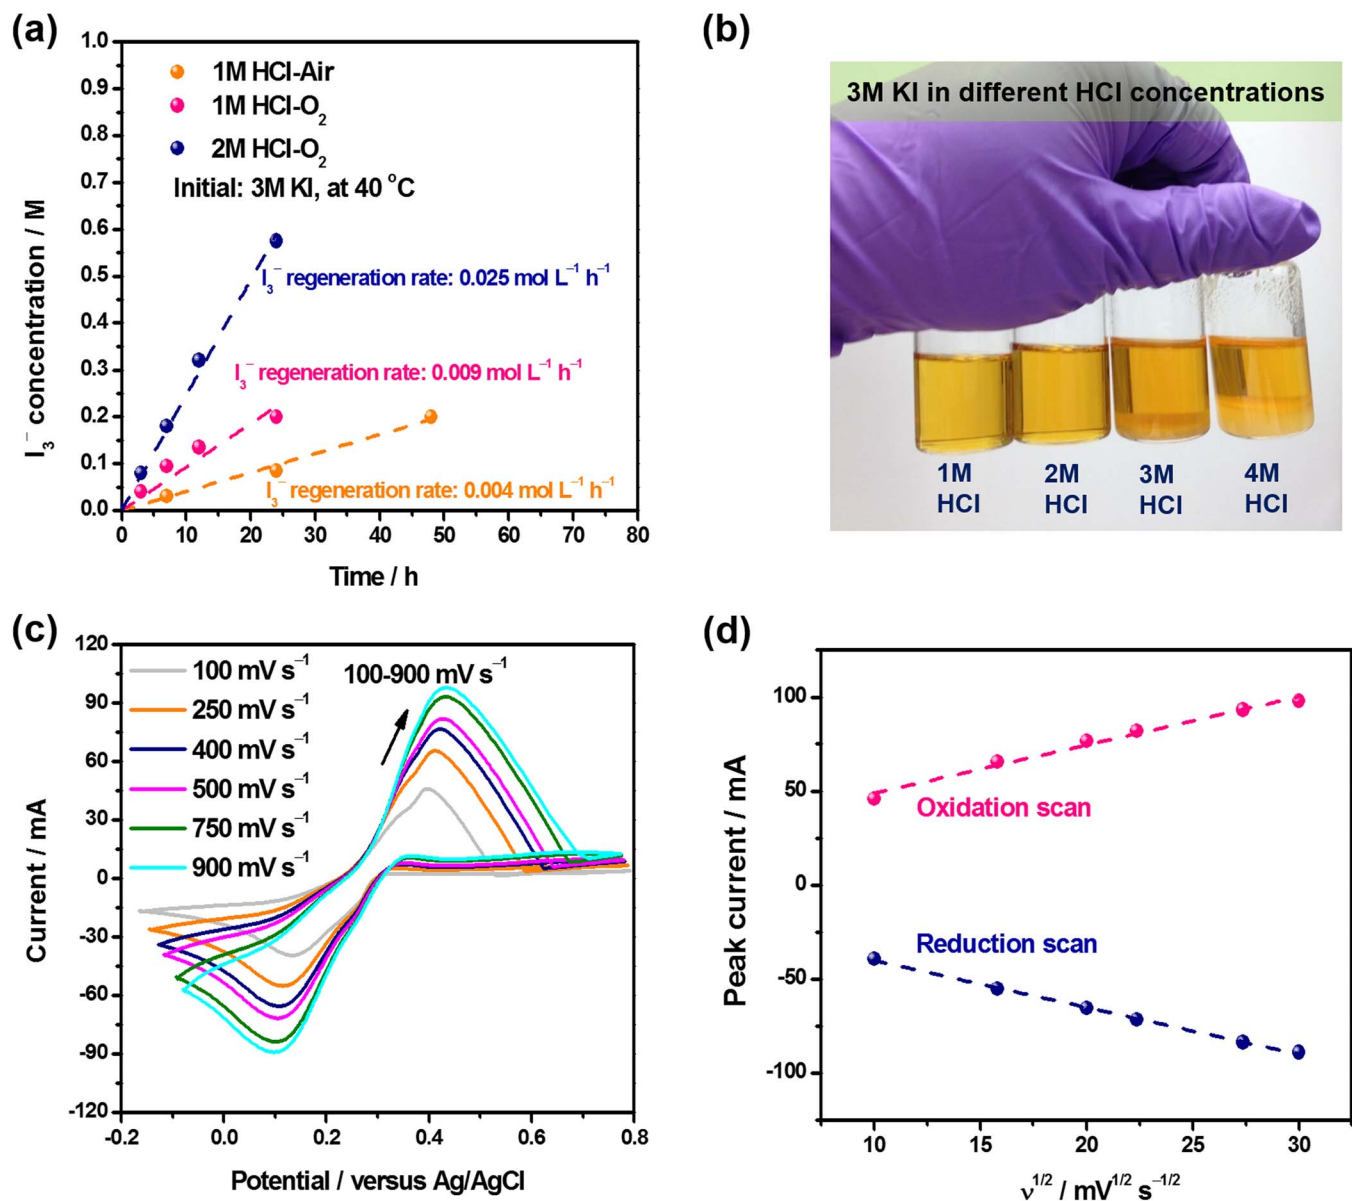 (a)
1.0
0.9
0.8
0.7
0.6
0.5
0.4
0.3
0.2
0.1
0.0
I₃⁻ concentration / M
1M HCl-Air
1M HCl-O₂
2M HCl-O₂
Initial: 3M KI, at 40 °C
I₃⁻ regeneration rate: 0.025 mol L⁻¹ h⁻¹
I₃⁻ regeneration rate: 0.009 mol L⁻¹ h⁻¹
I₃⁻ regeneration rate: 0.004 mol L⁻¹ h⁻¹
0 10 20 30 40 50 60 70 80
Time / h
(b)
3M KI in different HCl concentrations
1M 2M 3M 4M
HCl HCl HCl HCl
(c)
120
90
60
30
0
-30
-60
-90
-120
Current / mA
100 mV s⁻¹
250 mV s⁻¹
400 mV s⁻¹
500 mV s⁻¹
750 mV s⁻¹
900 mV s⁻¹
100-900 mV s⁻¹
-0.2 0.0 0.2 0.4 0.6 0.8
Potential / versus Ag/AgCl
(d)
100
50
0
-50
-100
Peak current / mA
Oxidation scan
Reduction scan
10 15 20 25 30
ν¹ᐟ² / mV¹ᐟ² s⁻¹ᐟ²